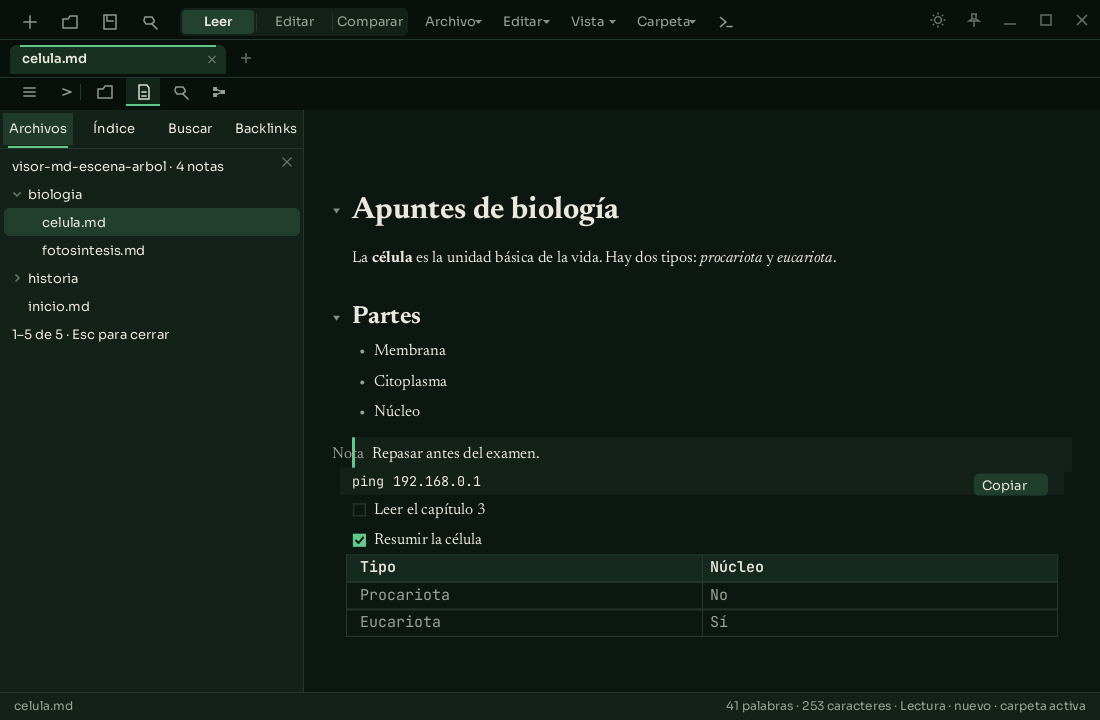 Leer Editar Comparar Archivo Editar Vista Carpeta
celula.md
Archivos Índice Buscar Backlinks
visor-md-escena-arbol · 4 notas
biologia
celula.md
fotosintesis.md
historia
inicio.md
1–5 de 5 · Esc para cerrar
Apuntes de biología
La célula es la unidad básica de la vida. Hay dos tipos: procariota y eucariota.
Partes
• Membrana
• Citoplasma
• Núcleo
Nota Repasar antes del examen.
ping 192.168.0.1 Copiar
Leer el capítulo 3
Resumir la célula
Tipo Núcleo
Procariota No
Eucariota Sí
celula.md 41 palabras · 253 caracteres · Lectura · nuevo · carpeta activa